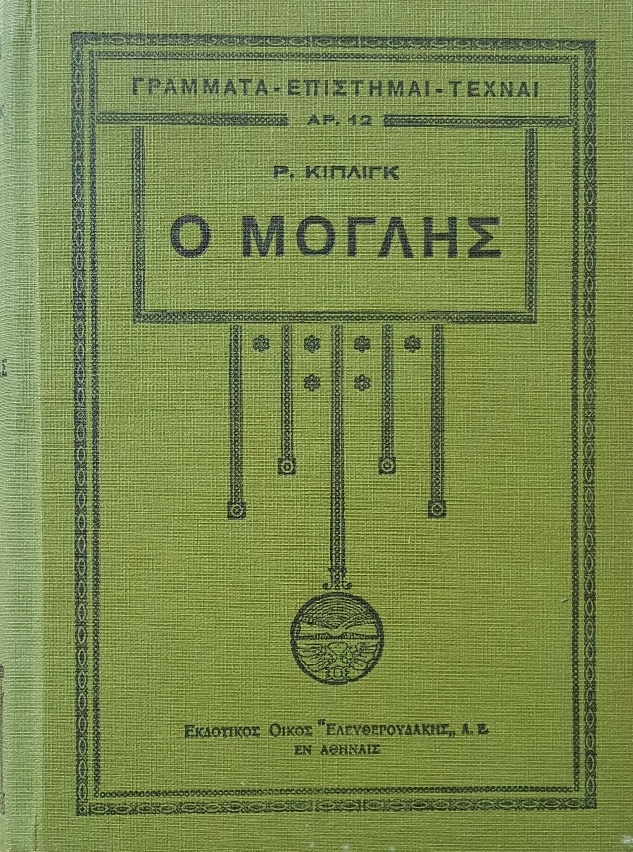 ΓΡΑΜΜΑΤΑ-ΕΠΙΣΤΗΜΑΙ-ΤΕΧΝΑΙ
ΑΡ. 12
Ρ. ΚΙΠΛΙΓΚ
Ο ΜΟΓΛΗΣ
ΕΚΔΟΤΙΚΟΣ ΟΙΚΟΣ "ΕΛΕΥΘΕΡΟΥΔΑΚΗΣ„ Α. Ε.
ΕΝ ΑΘΗΝΑΙΣ